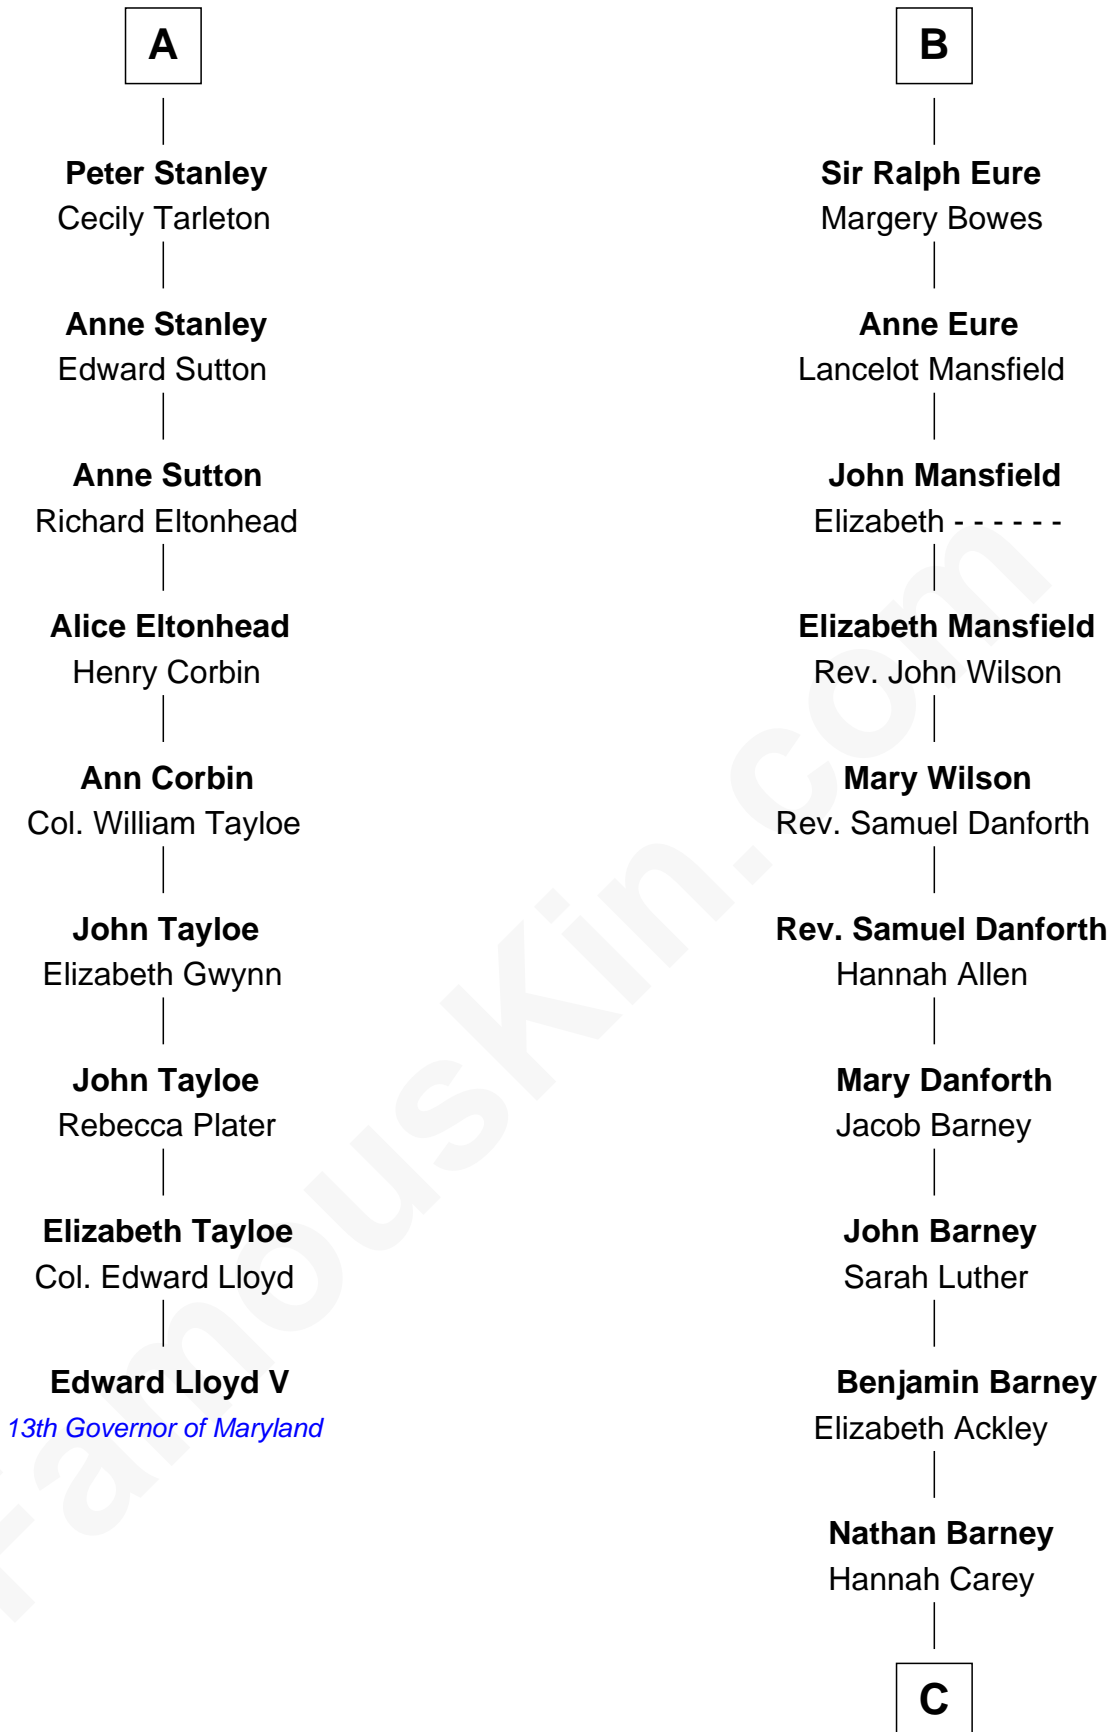 A
Peter Stanley
Cecily Tarleton
Anne Stanley
Edward Sutton
Anne Sutton
Richard Eltonhead
Alice Eltonhead
Henry Corbin
Ann Corbin
Col. William Tayloe
John Tayloe
Elizabeth Gwynn
John Tayloe
Rebecca Plater
Elizabeth Tayloe
Col. Edward Lloyd
Edward Lloyd V
13th Governor of Maryland
B
Sir Ralph Eure
Margery Bowes
Anne Eure
Lancelot Mansfield
John Mansfield
Elizabeth - - - - - -
Elizabeth Mansfield
Rev. John Wilson
Mary Wilson
Rev. Samuel Danforth
Rev. Samuel Danforth
Hannah Allen
Mary Danforth
Jacob Barney
John Barney
Sarah Luther
Benjamin Barney
Elizabeth Ackley
Nathan Barney
Hannah Carey
C
FamousKin.com